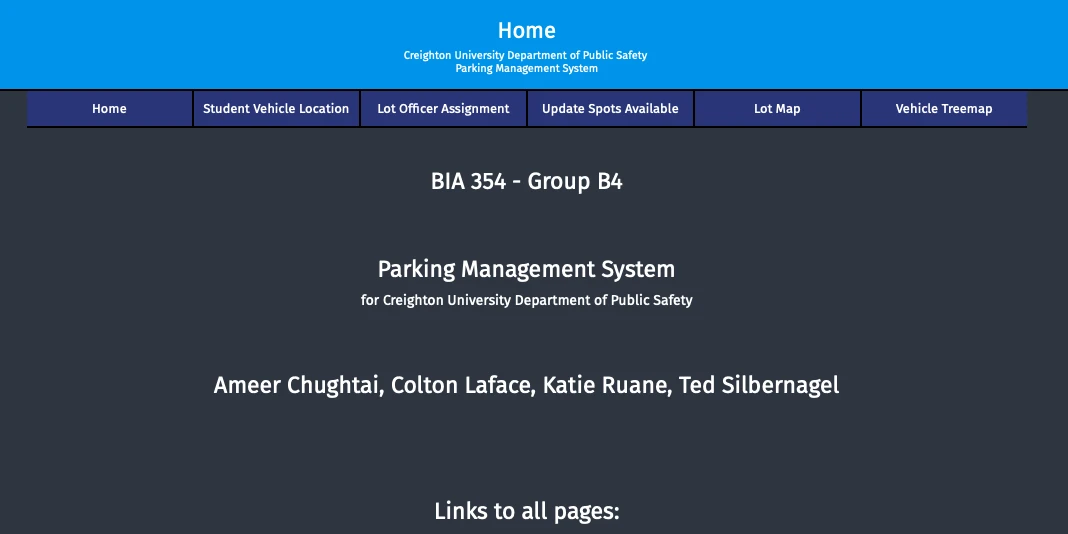 Home
Creighton University Department of Public Safety
Parking Management System
Home
Student Vehicle Location
Lot Officer Assignment
Update Spots Available
Lot Map
Vehicle Treemap
BIA 354 - Group B4
Parking Management System
for Creighton University Department of Public Safety
Ameer Chughtai, Colton Laface, Katie Ruane, Ted Silbernagel
Links to all pages: